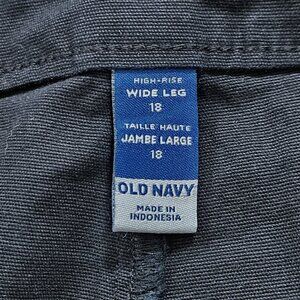 HIGH-RISE
WIDE LEG
18
TAILLE HAUTE
JAMBE LARGE
18
OLD NAVY
MADE IN
INDONESIA